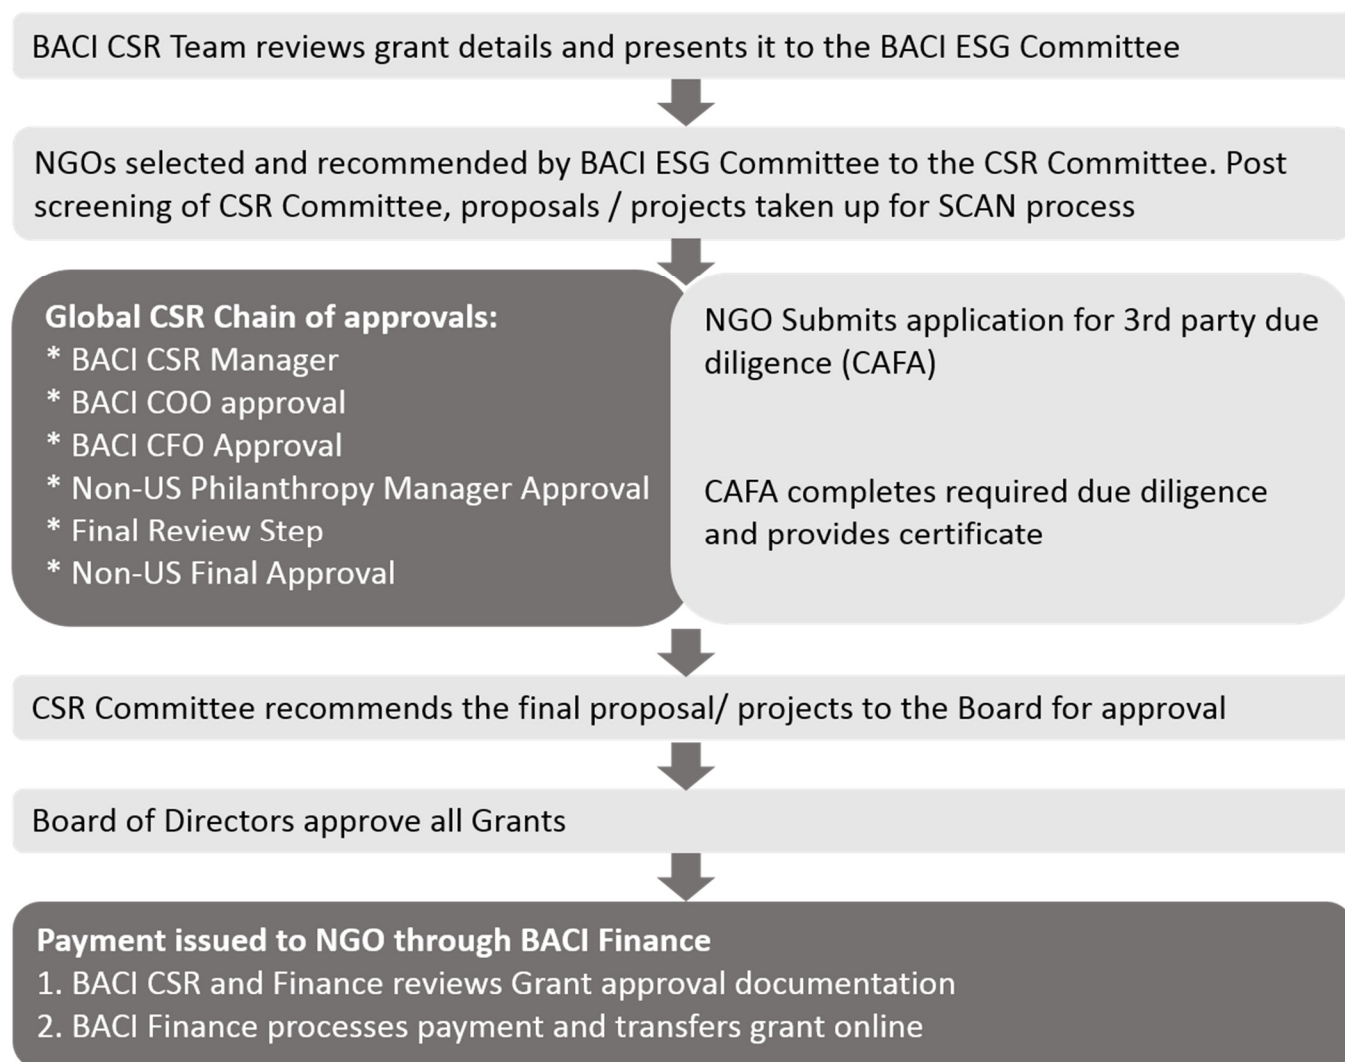 BACI CSR Team reviews grant details and presents it to the BACI ESG Committee
NGOs selected and recommended by BACI ESG Committee to the CSR Committee. Post
screening of CSR Committee, proposals / projects taken up for SCAN process
Global CSR Chain of approvals:
* BACI CSR Manager
* BACI COO approval
* BACI CFO Approval
* Non-US Philanthropy Manager Approval
* Final Review Step
* Non-US Final Approval
NGO Submits application for 3rd party due
diligence (CAFA)
CAFA completes required due diligence
and provides certificate
CSR Committee recommends the final proposal/ projects to the Board for approval
Board of Directors approve all Grants
Payment issued to NGO through BACI Finance
1. BACI CSR and Finance reviews Grant approval documentation
2. BACI Finance processes payment and transfers grant online